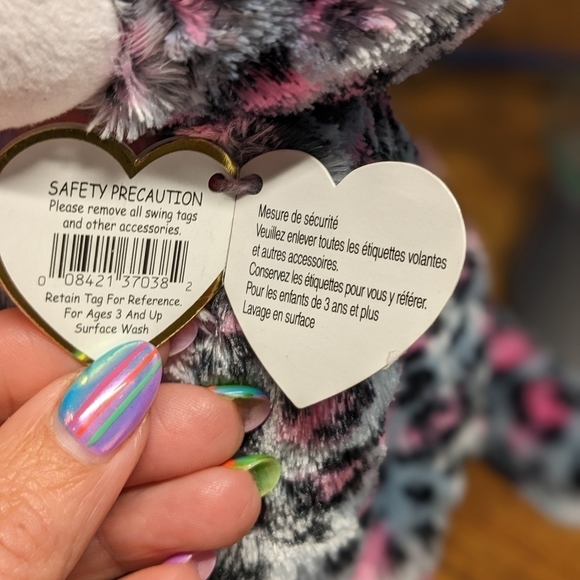 SAFETY PRECAUTION
Please remove all swing tags
and other accessories.
0 08421 37038 2
Retain Tag For Reference.
For Ages 3 And Up
Surface Wash
Mesure de sécurité
Veuillez enlever toutes les étiquettes volantes
et autres accessoires.
Conservez les étiquettes pour vous y référer.
Pour les enfants de 3 ans et plus
Lavage en surface